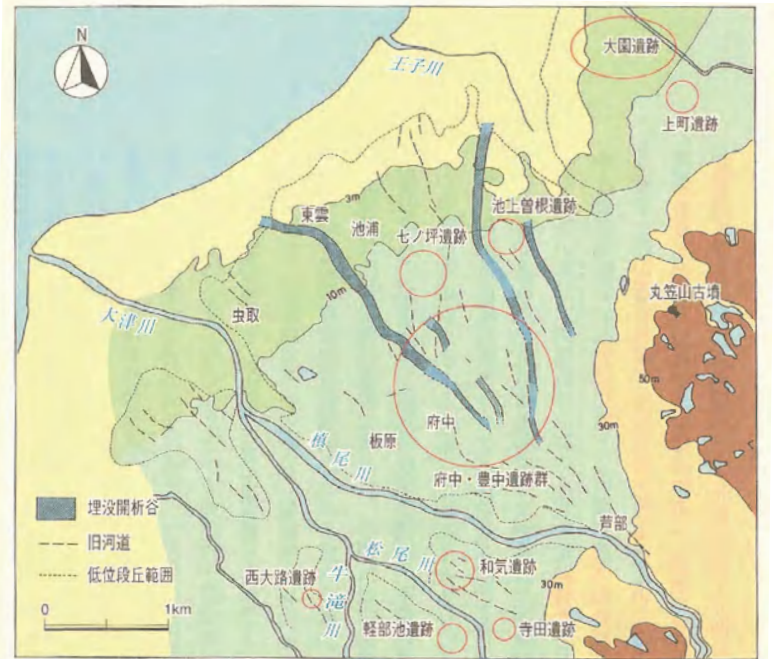 N
大園遺跡
王子川
上町遺跡
3m
東雲
池浦
池上曽根遺跡
七ノ坪遺跡
10m
丸笠山古墳
大津川
虫取
50m
30m
府中
板原
槙尾川
府中・豊中遺跡群
埋没開析谷
芦部
旧河道
松尾川
和気遺跡
低位段丘範囲
西大路遺跡
牛滝川
30m
0
1km
軽部池遺跡
寺田遺跡